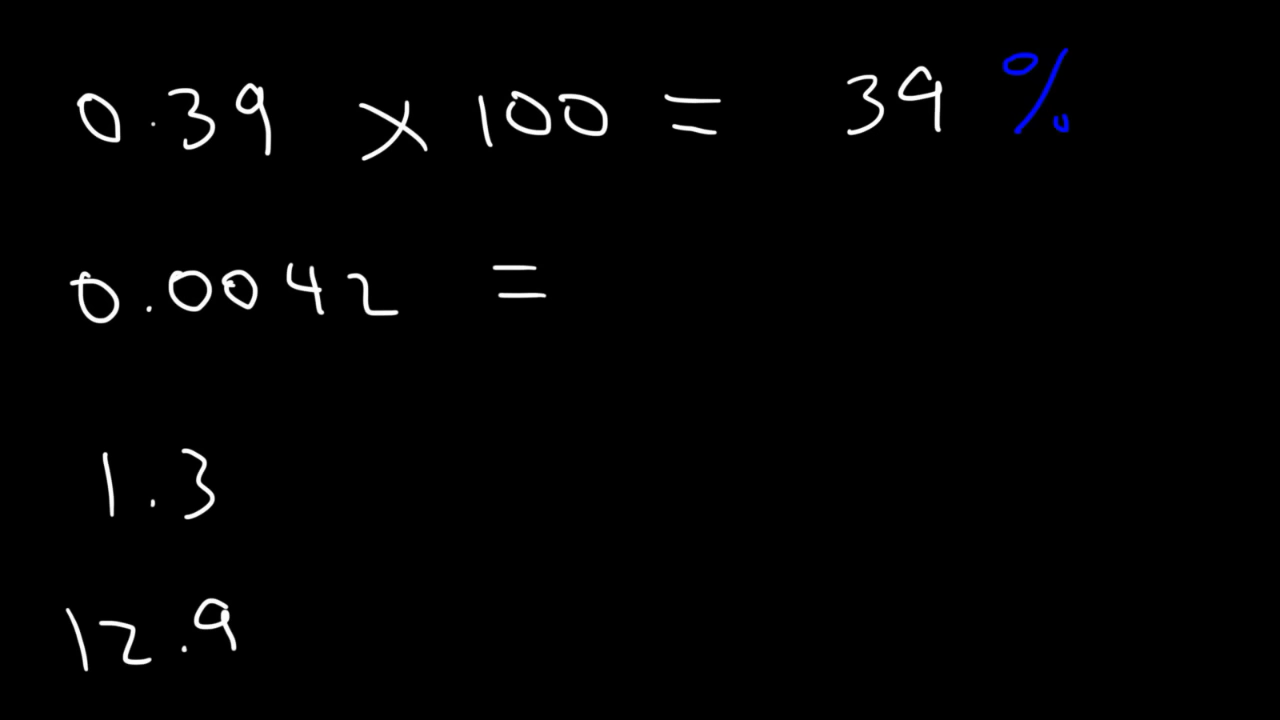 0.39 × 100 = 39 %
0.0042 =
1.3
12.9